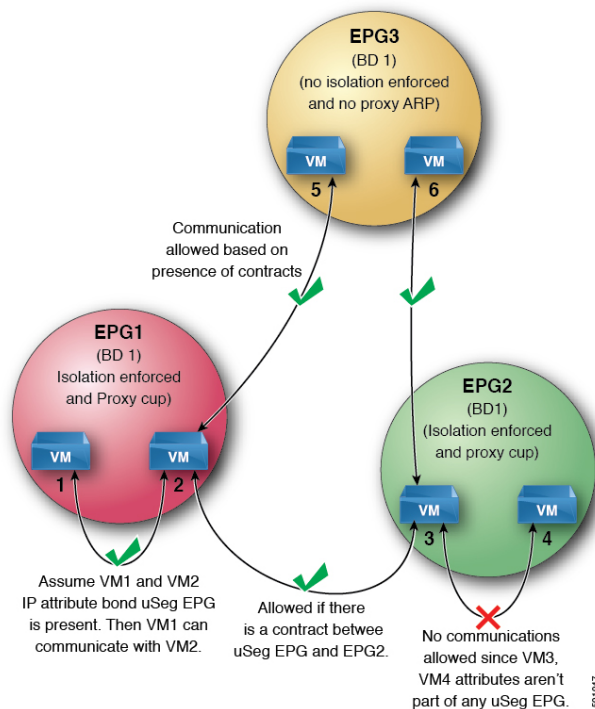 EPG3
(BD 1)
(no isolation enforced
and no proxy ARP)
VM
VM
5
6
Communication
allowed based on
presence of contracts
EPG1
(BD 1)
Isolation enforced
and Proxy cup)
VM
VM
1
2
EPG2
(BD1)
(Isolation enforced
and proxy cup)
VM
VM
3
4
Assume VM1 and VM2
IP attribute bond uSeg EPG
is present. Then VM1 can
communicate with VM2.
Allowed if there
is a contract betwee
uSeg EPG and EPG2.
No communications
allowed since VM3,
VM4 attributes aren't
part of any uSeg EPG.